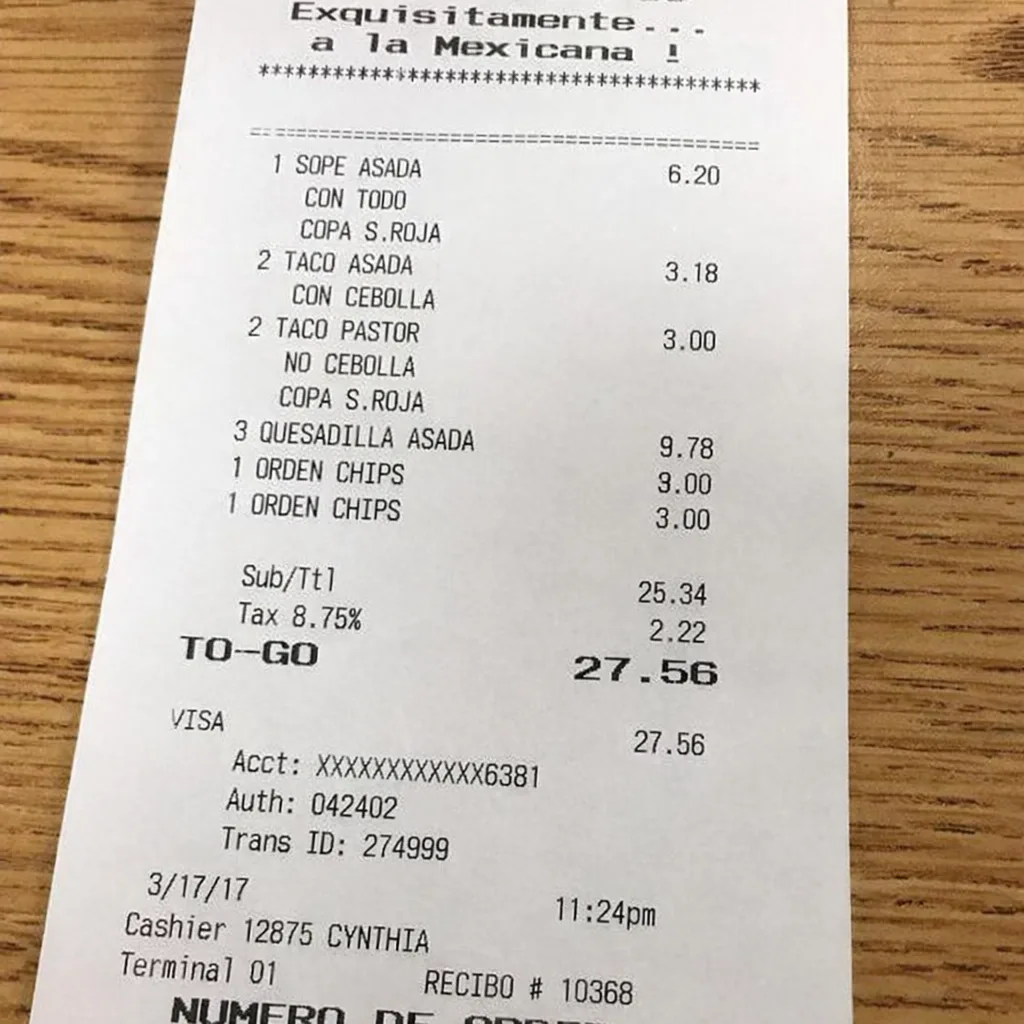 Exquisitamente...
a la Mexicana !
*****************************************
==========================================
1 SOPE ASADA 6.20
CON TODO
COPA S.ROJA
2 TACO ASADA 3.18
CON CEBOLLA
2 TACO PASTOR 3.00
NO CEBOLLA
COPA S.ROJA
3 QUESADILLA ASADA 9.78
1 ORDEN CHIPS 3.00
1 ORDEN CHIPS 3.00
Sub/Ttl 25.34
Tax 8.75% 2.22
TO-GO 27.56
VISA 27.56
Acct: XXXXXXXXXXXX6381
Auth: 042402
Trans ID: 274999
3/17/17 11:24pm
Cashier 12875 CYNTHIA
Terminal 01 RECIBO # 10368
NUMERO DE